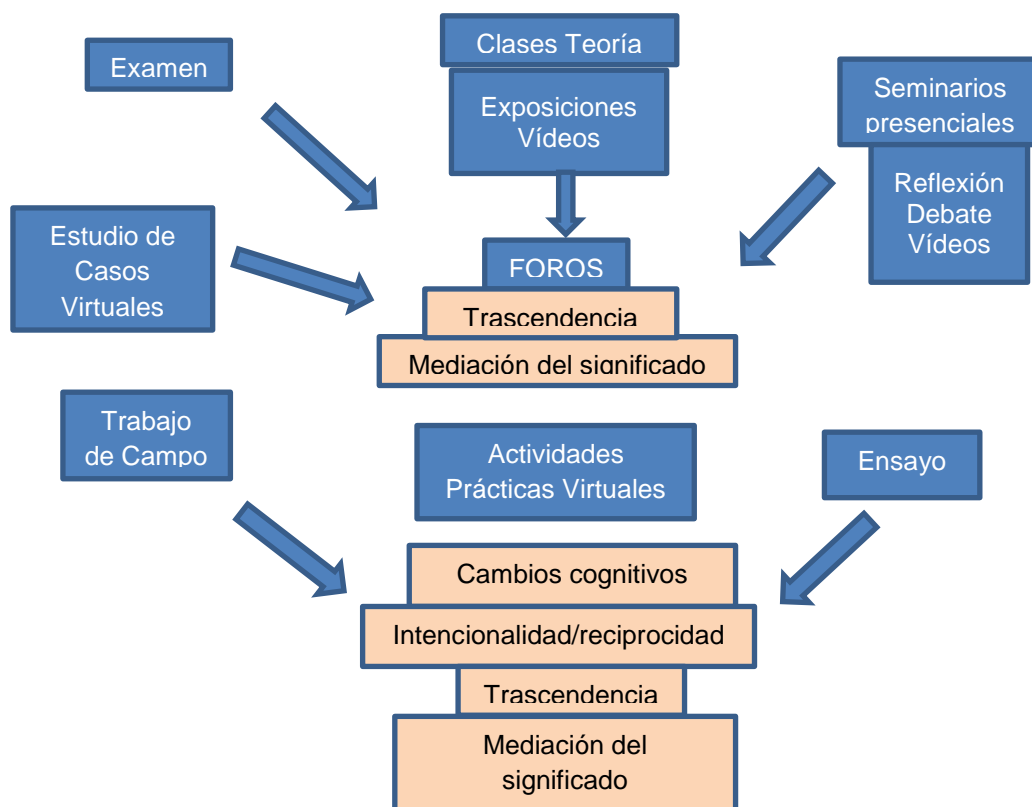 Examen
Clases Teoría
Exposiciones
Vídeos
Seminarios
presenciales
Reflexión
Debate
Vídeos
Estudio de
Casos
Virtuales
FOROS
Trascendencia
Mediación del significado
Trabajo
de Campo
Actividades
Prácticas Virtuales
Ensayo
Cambios cognitivos
Intencionalidad/reciprocidad
Trascendencia
Mediación del
significado